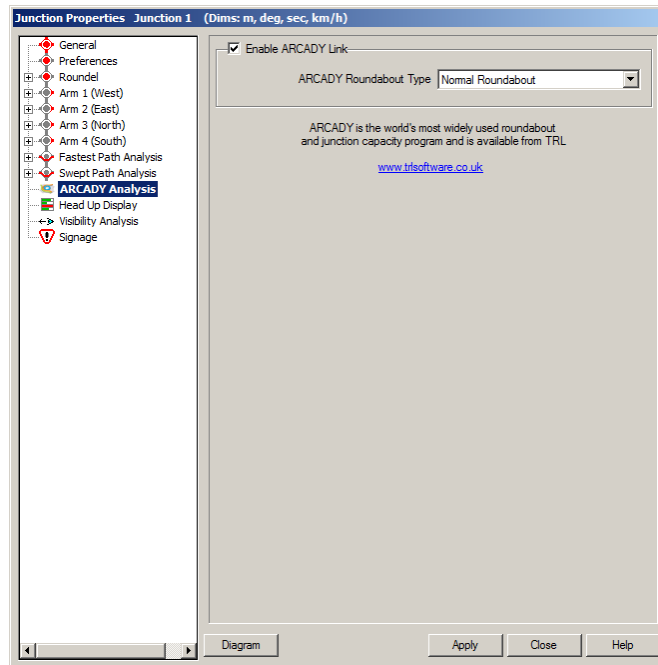 Junction Properties Junction 1 (Dims: m, deg, sec, km/h)
General
Preferences
Roundel
Arm 1 (West)
Arm 2 (East)
Arm 3 (North)
Arm 4 (South)
Fastest Path Analysis
Swept Path Analysis
ARCADY Analysis
Head Up Display
Visibility Analysis
Signage
Enable ARCADY Link
ARCADY Roundabout Type Normal Roundabout
ARCADY is the world's most widely used roundabout
and junction capacity program and is available from TRL
www.trlsoftware.co.uk
Diagram Apply Close Help